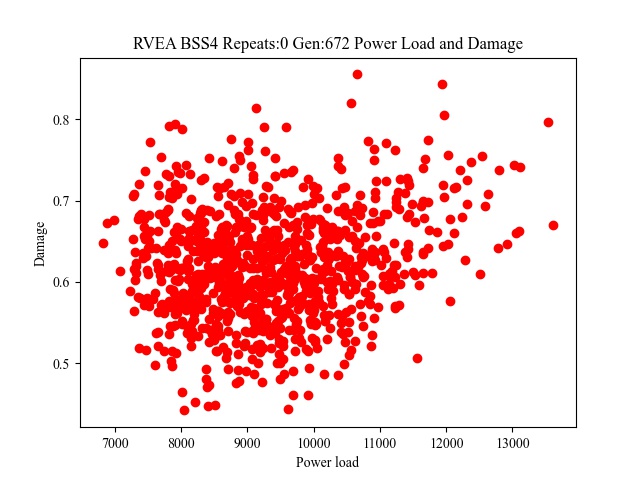 RVEA BSS4 Repeats:0 Gen:672 Power Load and Damage
0.8
0.7
0.6
0.5
Damage
7000 8000 9000 10000 11000 12000 13000
Power load